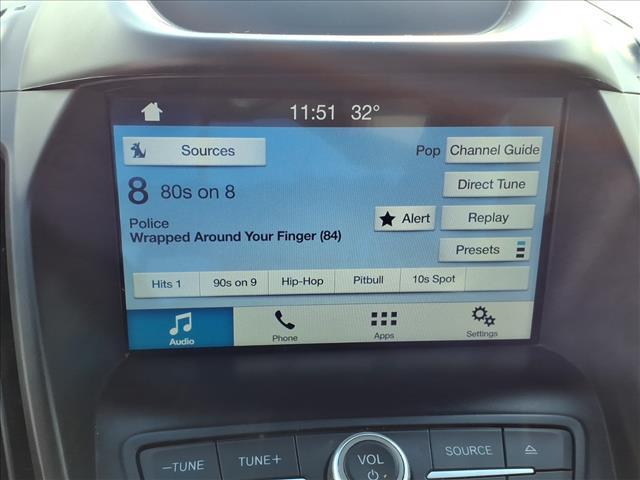 11:51 32°
Sources
Pop Channel Guide
8 80s on 8
Direct Tune
Police
Wrapped Around Your Finger (84)
Alert
Replay
Presets
Hits 1 90s on 9 Hip-Hop Pitbull 10s Spot
Audio Phone Apps Settings
-TUNE TUNE+ VOL SOURCE